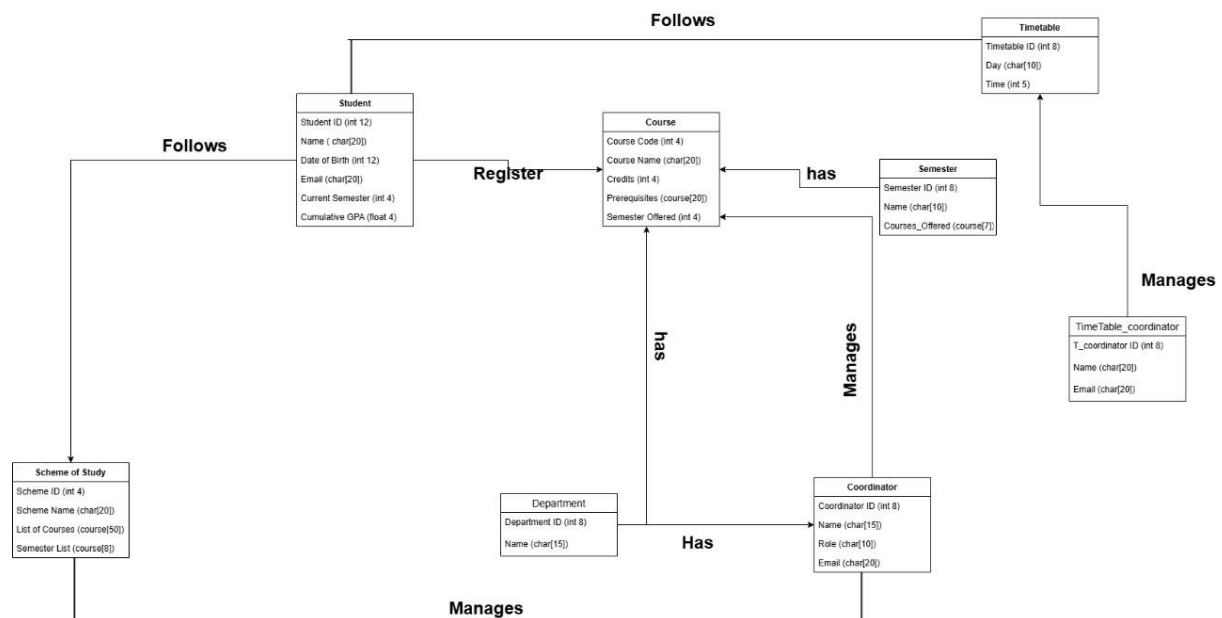 Follows
Timetable
Timetable ID (int 8)
Day (char[10])
Time (int 5)
Student
Student ID (int 12)
Name ( char[20])
Date of Birth (int 12)
Email (char[20])
Current Semester (int 4)
Cumulative GPA (float 4)
Follows
Register
Course
Course Code (int 4)
Course Name (char[20])
Credits (int 4)
Prerequisites (course[20])
Semester Offered (int 4)
has
Semester
Semester ID (int 8)
Name (char[10])
Courses_Offered (course[7])
Manages
TimeTable_coordinator
T_coordinator ID (int 8)
Name (char[20])
Email (char[20])
has
Manages
Scheme of Study
Scheme ID (int 4)
Scheme Name (char[20])
List of Courses (course[50])
Semester List (course[8])
Department
Department ID (int 8)
Name (char[15])
Has
Coordinator
Coordinator ID (int 8)
Name (char[15])
Role (char[10])
Email (char[20])
Manages